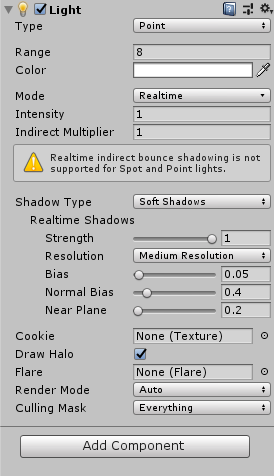 Light
Type Point
Range 8
Color
Mode Realtime
Intensity 1
Indirect Multiplier 1
Realtime indirect bounce shadowing is not
supported for Spot and Point lights.
Shadow Type Soft Shadows
Realtime Shadows
Strength 1
Resolution Medium Resolution
Bias 0.05
Normal Bias 0.4
Near Plane 0.2
Cookie None (Texture)
Draw Halo
Flare None (Flare)
Render Mode Auto
Culling Mask Everything
Add Component